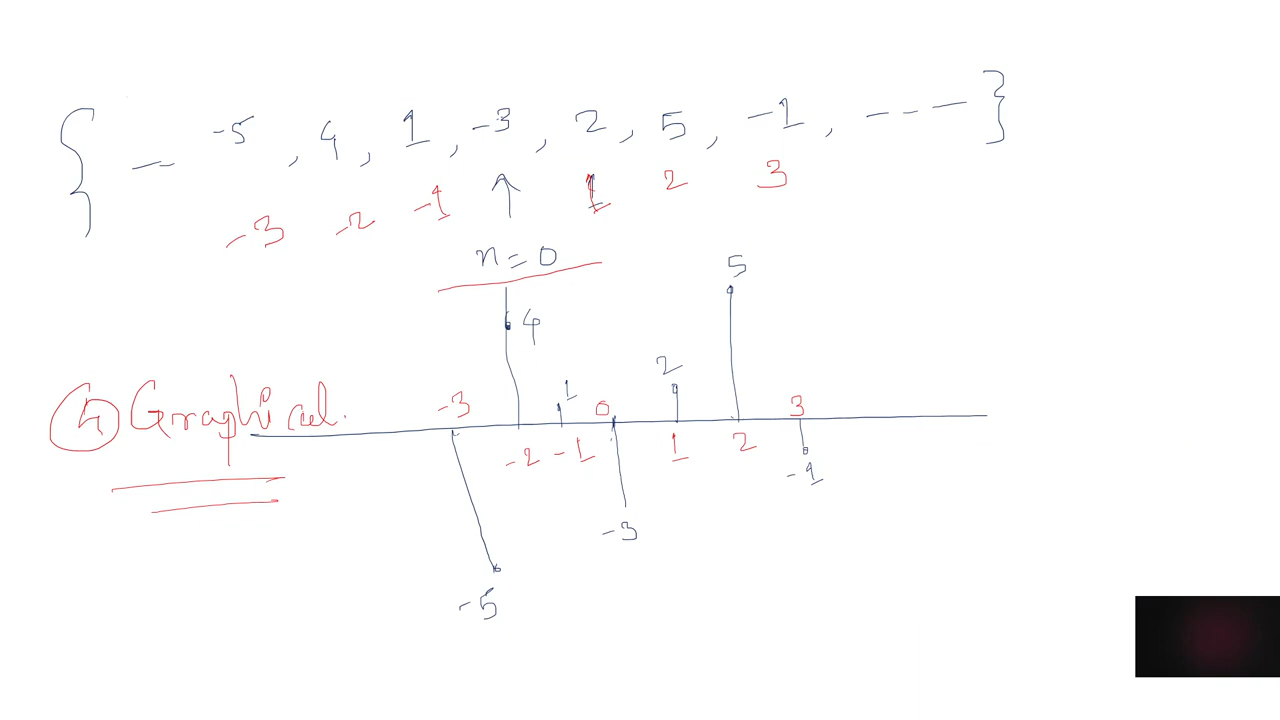 { -- -5 , 4 , 1 , -3 , 2 , 5 , -1 , --- }
-3 -2 -1 ↑ 1 2 3
n=0
5
4
2
1
④ Graphical.
-3 0 3
-2 -1 1 2
-1
-3
-5